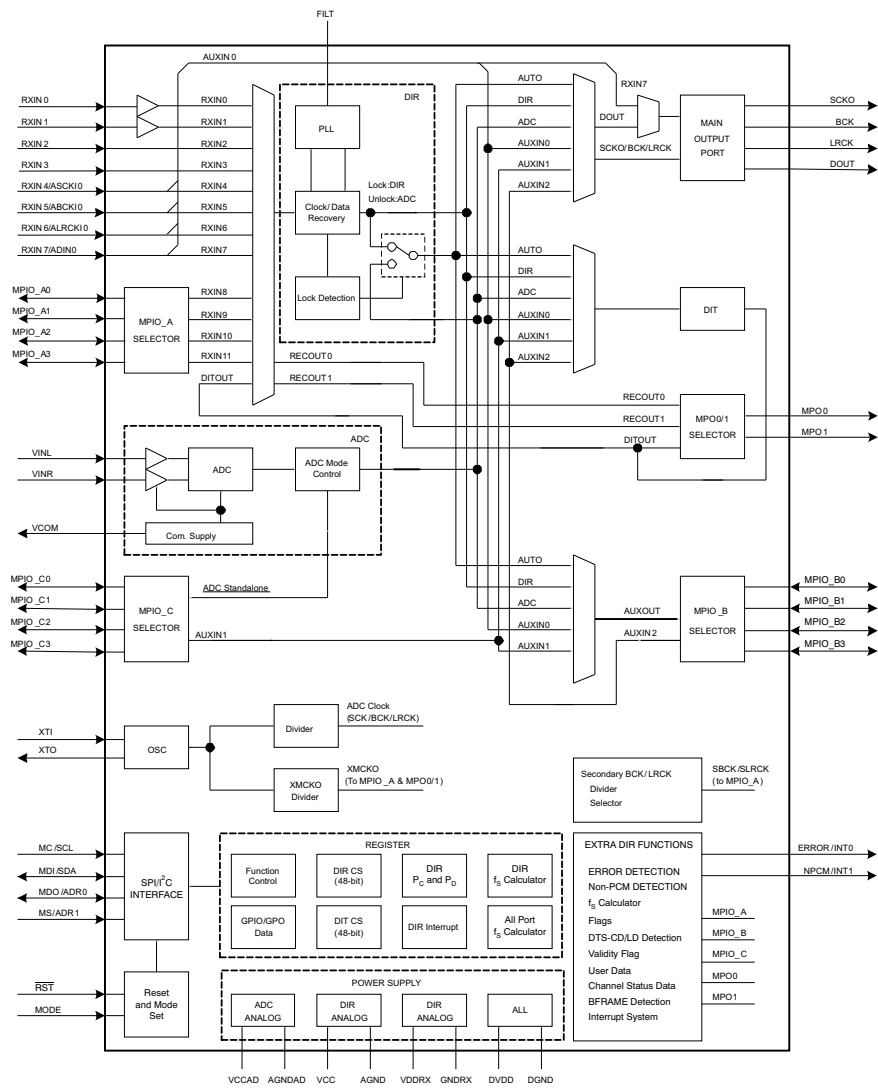 FILT
AUXIN 0
RXIN 0
RXIN 1
RXIN 2
RXIN 3
RXIN 4/ASCKI0
RXIN 5/ABCKI0
RXIN 6/ALRCKI0
RXIN 7/ADIN0
RXIN0
RXIN1
RXIN2
RXIN3
RXIN4
RXIN5
RXIN6
RXIN7
MPIO_A0
MPIO_A1
MPIO_A2
MPIO_A3
MPIO_A
SELECTOR
RXIN8
RXIN9
RXIN10
RXIN11
DITOUT
DIR
PLL
Clock/Data
Recovery
Lock Detection
Lock:DIR
Unlock:ADC
RECOUT0
RECOUT1
AUTO
DIR
ADC
AUXIN0
AUXIN1
AUXIN2
RXIN7
DOUT
SCKO/BCK/LRCK
MAIN
OUTPUT
PORT
SCKO
BCK
LRCK
DOUT
AUTO
DIR
ADC
AUXIN0
AUXIN1
AUXIN2
DIT
RECOUT0
RECOUT1
DITOUT
MPO0/1
SELECTOR
MPO0
MPO1
VINL
VINR
VCOM
ADC
ADC
ADC Mode
Control
Com. Supply
MPIO_C0
MPIO_C1
MPIO_C2
MPIO_C3
MPIO_C
SELECTOR
ADC Standalone
AUXIN1
AUTO
DIR
ADC
AUXIN0
AUXIN1
AUXOUT
AUXIN2
MPIO_B
SELECTOR
MPIO_B0
MPIO_B1
MPIO_B2
MPIO_B3
XTI
XTO
OSC
Divider
ADC Clock
(SCK/BCK/LRCK)
XMCKO
Divider
XMCKO
(To MPIO_A & MPO0/1)
Secondary BCK/LRCK
Divider
Selector
SBCK/SLRCK
(to MPIO_A)
MC/SCL
MDI/SDA
MDO/ADR0
MS/ADR1
SPI/I²C
INTERFACE
REGISTER
Function
Control
DIR CS
(48-bit)
DIR
PC and PD
DIR
fS Calculator
GPIO/GPO
Data
DIT CS
(48-bit)
DIR Interrupt
All Port
fS Calculator
EXTRA DIR FUNCTIONS
ERROR DETECTION
Non-PCM DETECTION
fS Calculator
Flags
DTS-CD/LD Detection
Validity Flag
User Data
Channel Status Data
BFRAME Detection
Interrupt System
ERROR/INT0
NPCM/INT1
MPIO_A
MPIO_B
MPIO_C
MPO0
MPO1
RST
MODE
Reset
and Mode
Set
POWER SUPPLY
ADC
ANALOG
DIR
ANALOG
DIR
ANALOG
ALL
VCCAD
AGNDAD
VCC
AGND
VDDRX
GNDRX
DVDD
DGND